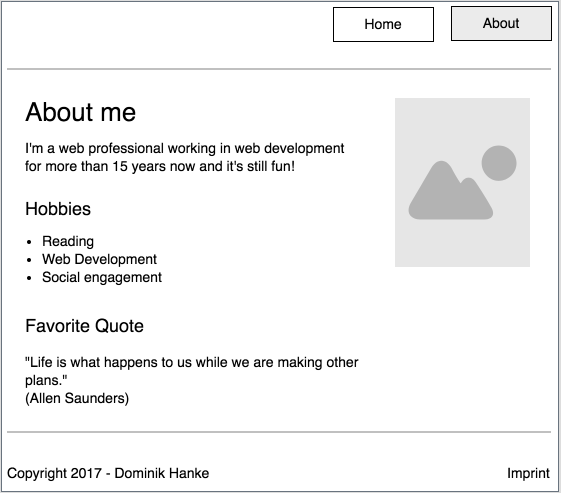 Home
About
About me
I'm a web professional working in web development
for more than 15 years now and it's still fun!
Hobbies
• Reading
• Web Development
• Social engagement
Favorite Quote
"Life is what happens to us while we are making other
plans."
(Allen Saunders)
Copyright 2017 - Dominik Hanke
Imprint